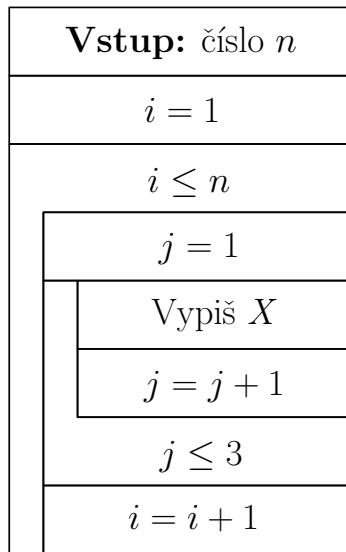 Vstup: číslo n
i = 1
i ≤ n
j = 1
Vypiš X
j = j + 1
j ≤ 3
i = i + 1